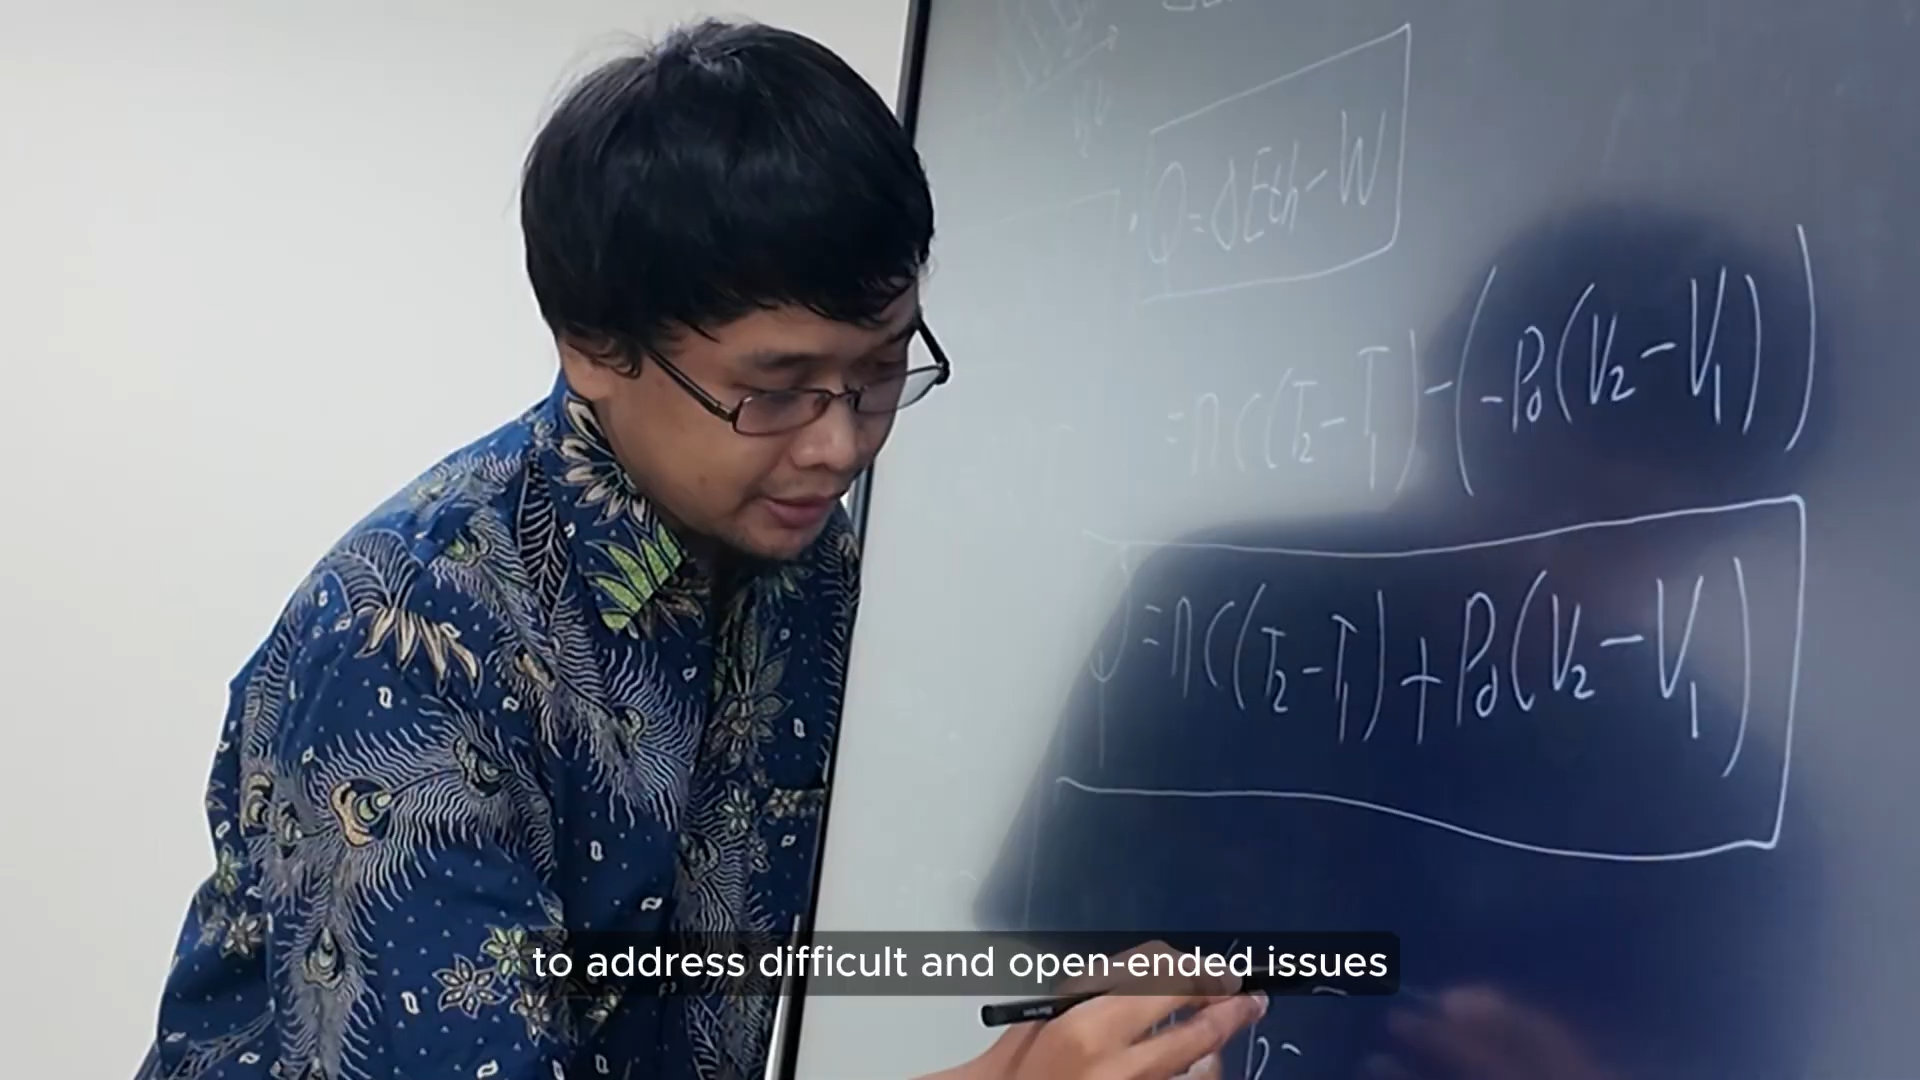 Q = ΔEth - W
= nC(T₂ - T₁) - (-P₀(V₂ - V₁))
Q = nC(T₂ - T₁) + P₀(V₂ - V₁)
to address difficult and open-ended issues